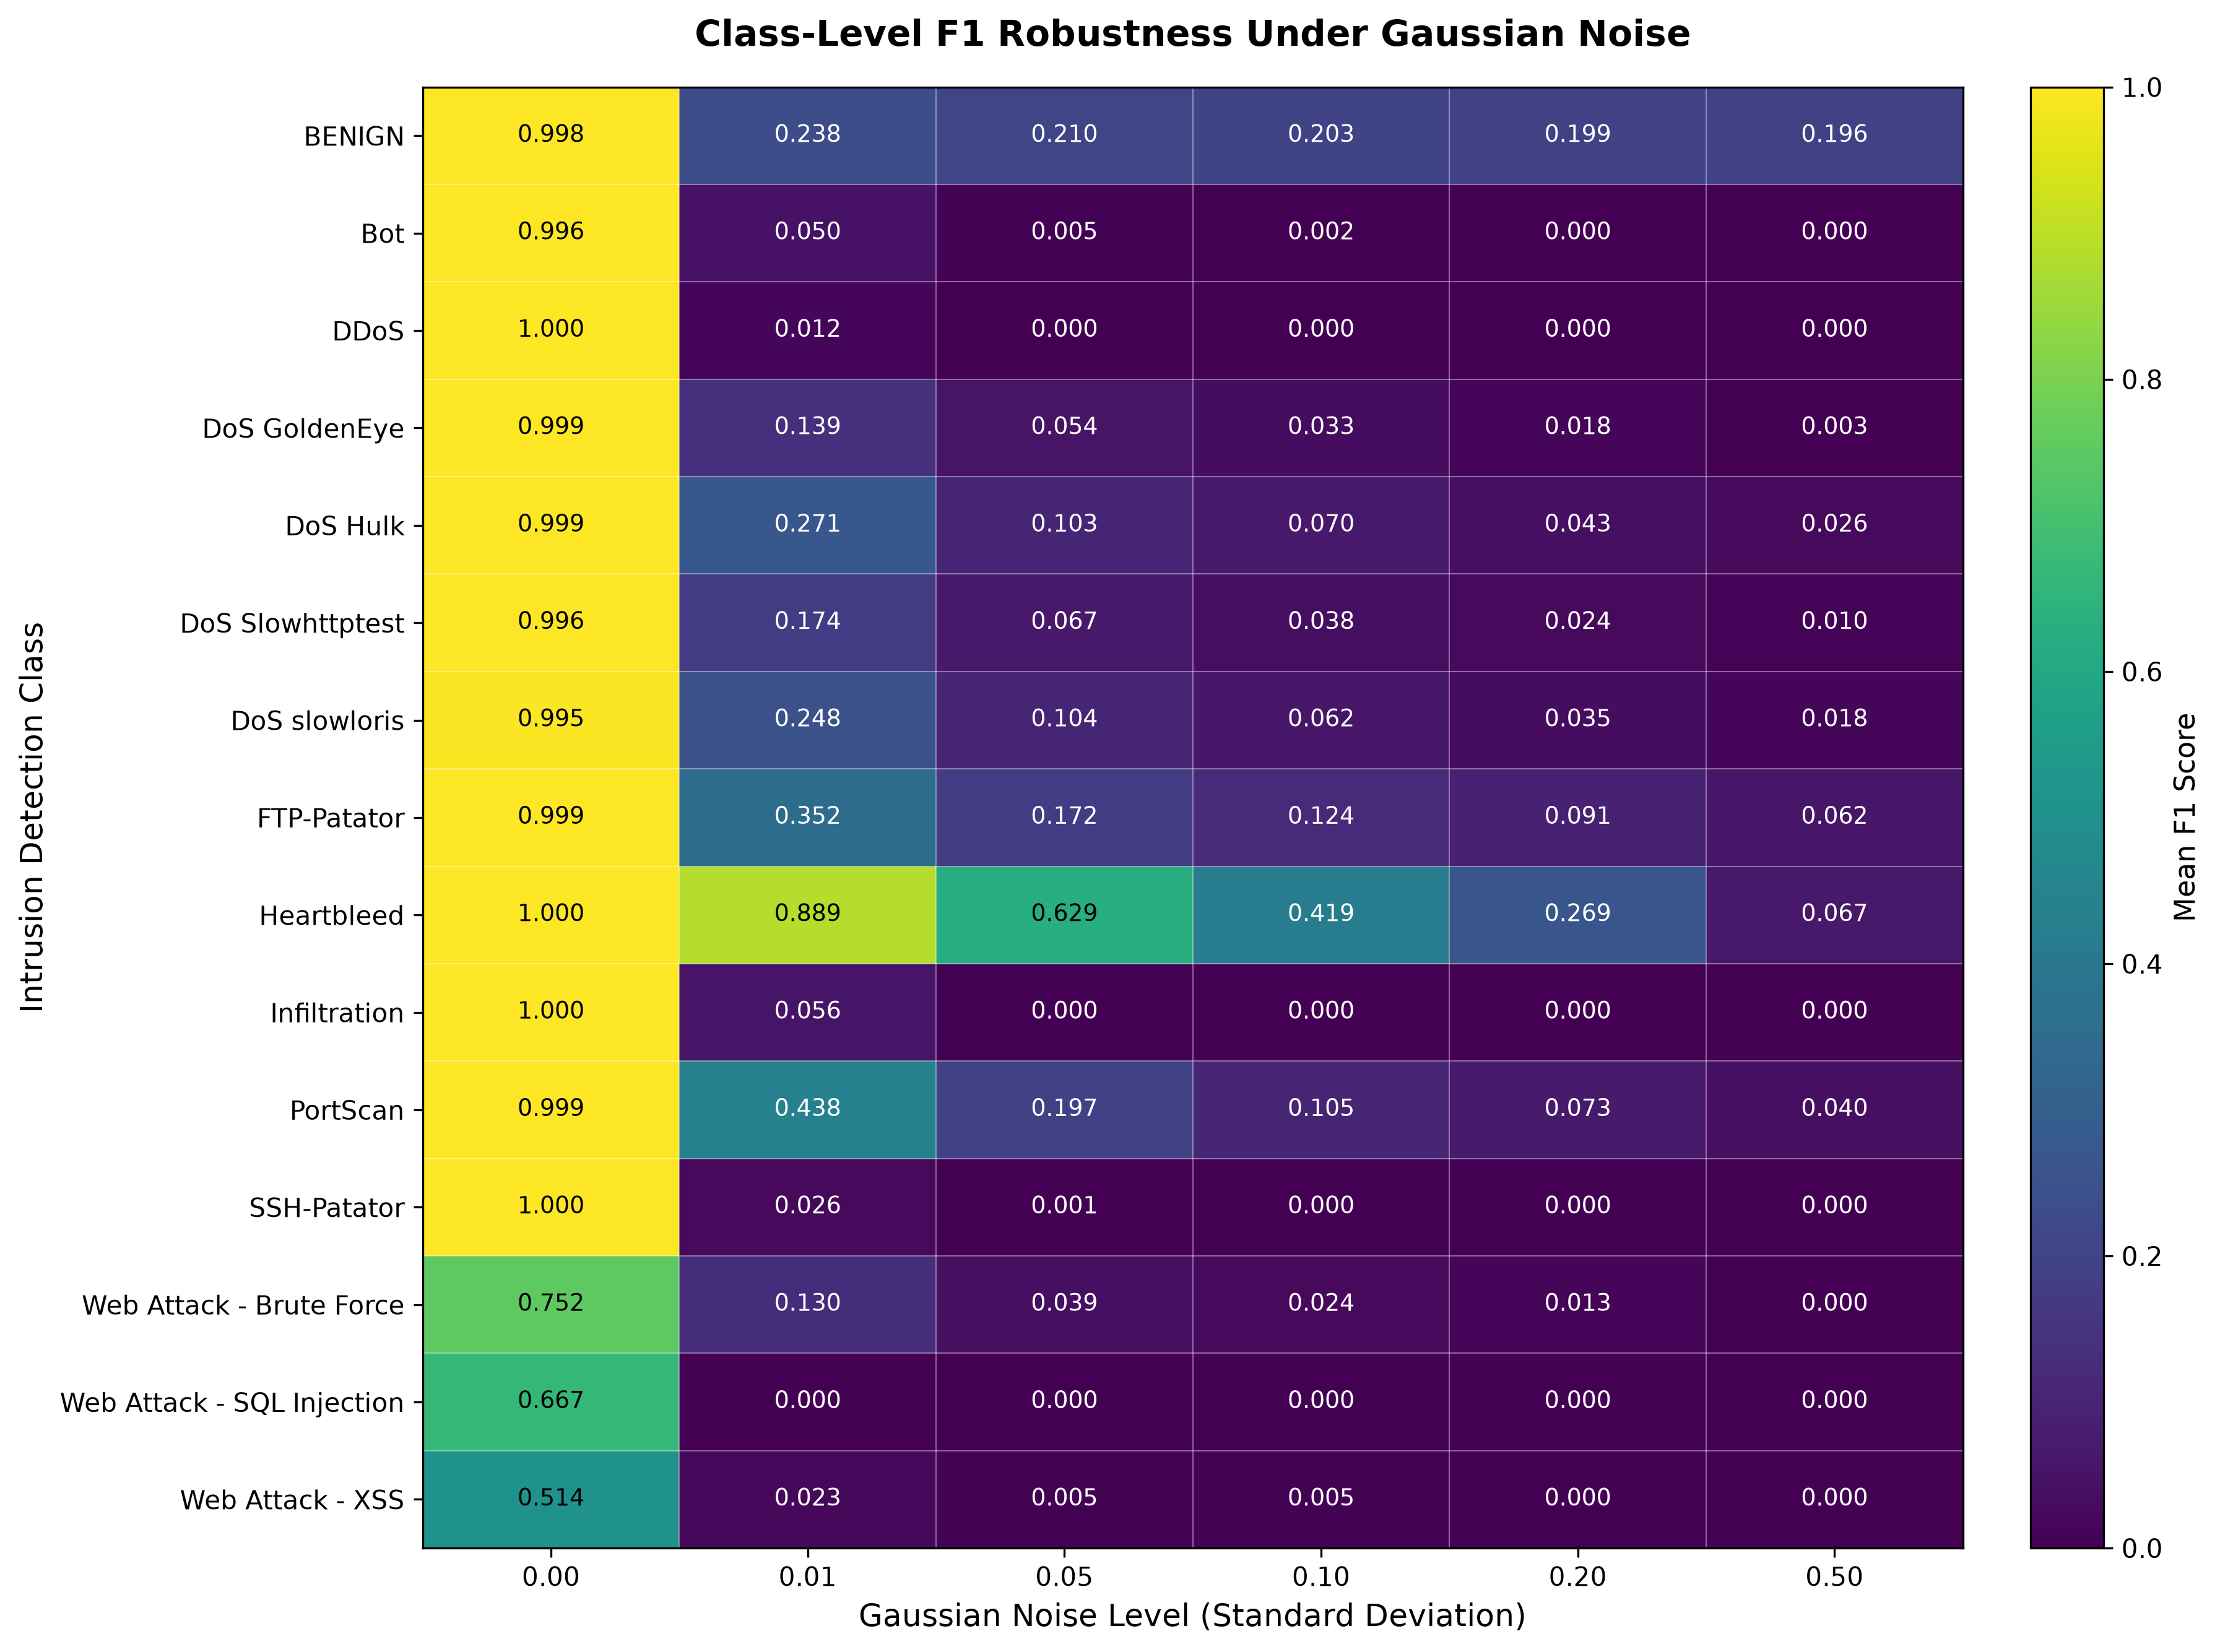 Class-Level F1 Robustness Under Gaussian Noise
BENIGN 0.998 0.238 0.210 0.203 0.199 0.196
Bot 0.996 0.050 0.005 0.002 0.000 0.000
DDoS 1.000 0.012 0.000 0.000 0.000 0.000
DoS GoldenEye 0.999 0.139 0.054 0.033 0.018 0.003
DoS Hulk 0.999 0.271 0.103 0.070 0.043 0.026
DoS Slowhttptest 0.996 0.174 0.067 0.038 0.024 0.010
DoS slowloris 0.995 0.248 0.104 0.062 0.035 0.018
FTP-Patator 0.999 0.352 0.172 0.124 0.091 0.062
Heartbleed 1.000 0.889 0.629 0.419 0.269 0.067
Infiltration 1.000 0.056 0.000 0.000 0.000 0.000
PortScan 0.999 0.438 0.197 0.105 0.073 0.040
SSH-Patator 1.000 0.026 0.001 0.000 0.000 0.000
Web Attack - Brute Force 0.752 0.130 0.039 0.024 0.013 0.000
Web Attack - SQL Injection 0.667 0.000 0.000 0.000 0.000 0.000
Web Attack - XSS 0.514 0.023 0.005 0.005 0.000 0.000
0.00 0.01 0.05 0.10 0.20 0.50
Gaussian Noise Level (Standard Deviation)
Intrusion Detection Class
1.0
0.8
0.6
0.4
0.2
0.0
Mean F1 Score